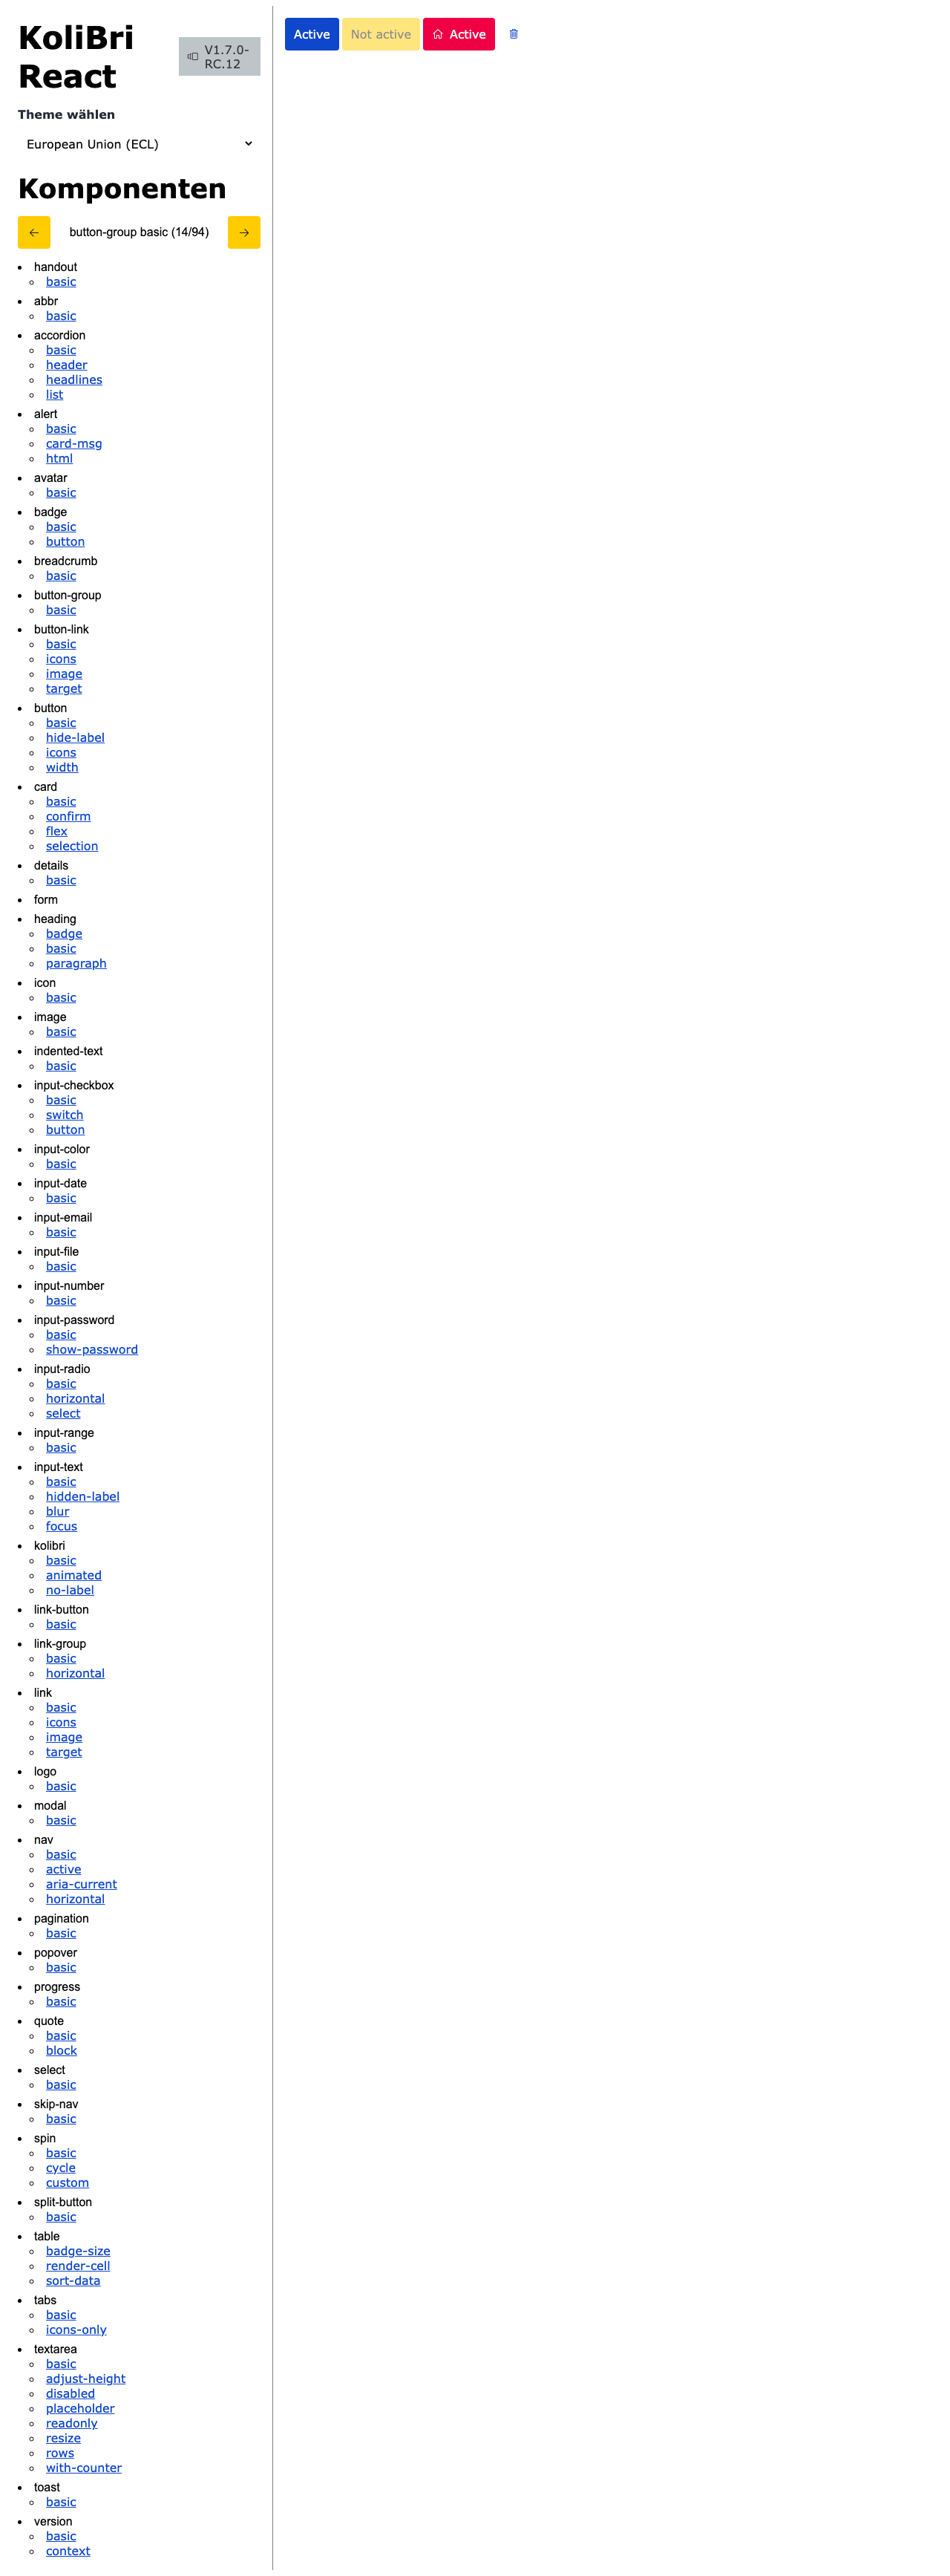 KoliBri
React
V1.7.0-
RC.12
Theme wählen
European Union (ECL)
Komponenten
button-group basic (14/94)
handout
basic
abbr
basic
accordion
basic
header
headlines
list
alert
basic
card-msg
html
avatar
basic
badge
basic
button
breadcrumb
basic
button-group
basic
button-link
basic
icons
image
target
button
basic
hide-label
icons
width
card
basic
confirm
flex
selection
details
basic
form
heading
badge
basic
paragraph
icon
basic
image
basic
indented-text
basic
input-checkbox
basic
switch
button
input-color
basic
input-date
basic
input-email
basic
input-file
basic
input-number
basic
input-password
basic
show-password
input-radio
basic
horizontal
select
input-range
basic
input-text
basic
hidden-label
blur
focus
kolibri
basic
animated
no-label
link-button
basic
link-group
basic
horizontal
link
basic
icons
image
target
logo
basic
modal
basic
nav
basic
active
aria-current
horizontal
pagination
basic
popover
basic
progress
basic
quote
basic
block
select
basic
skip-nav
basic
spin
basic
cycle
custom
split-button
basic
table
badge-size
render-cell
sort-data
tabs
basic
icons-only
textarea
basic
adjust-height
disabled
placeholder
readonly
resize
rows
with-counter
toast
basic
version
basic
context
Active Not active Active